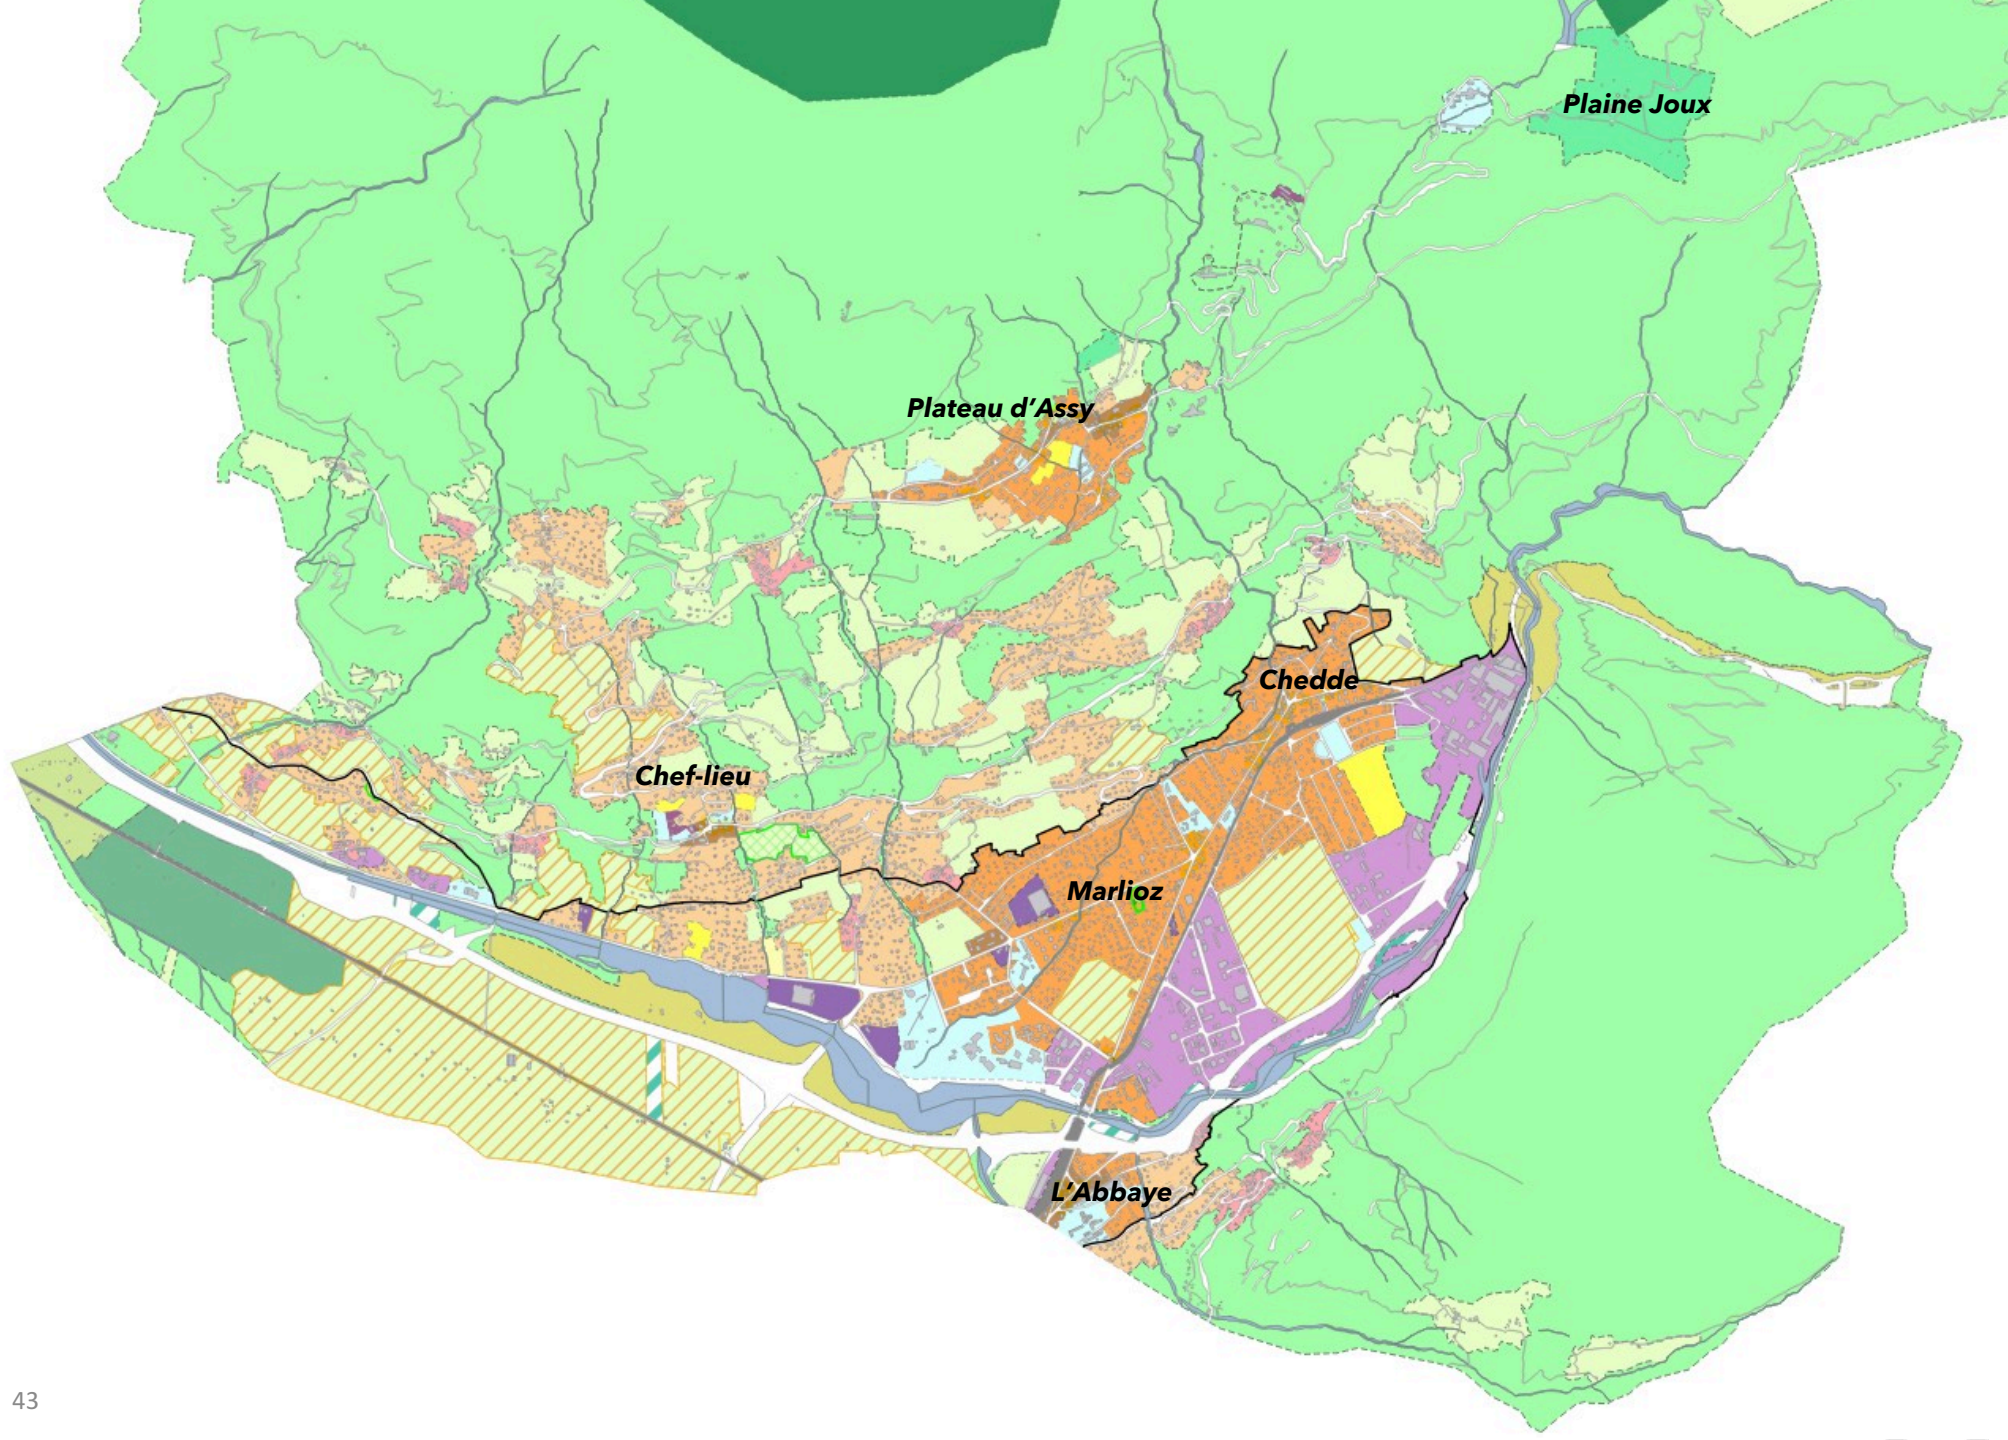 Plaine Joux
Plateau d’Assy
Chedde
Chef-lieu
Marlioz
L’Abbaye
43